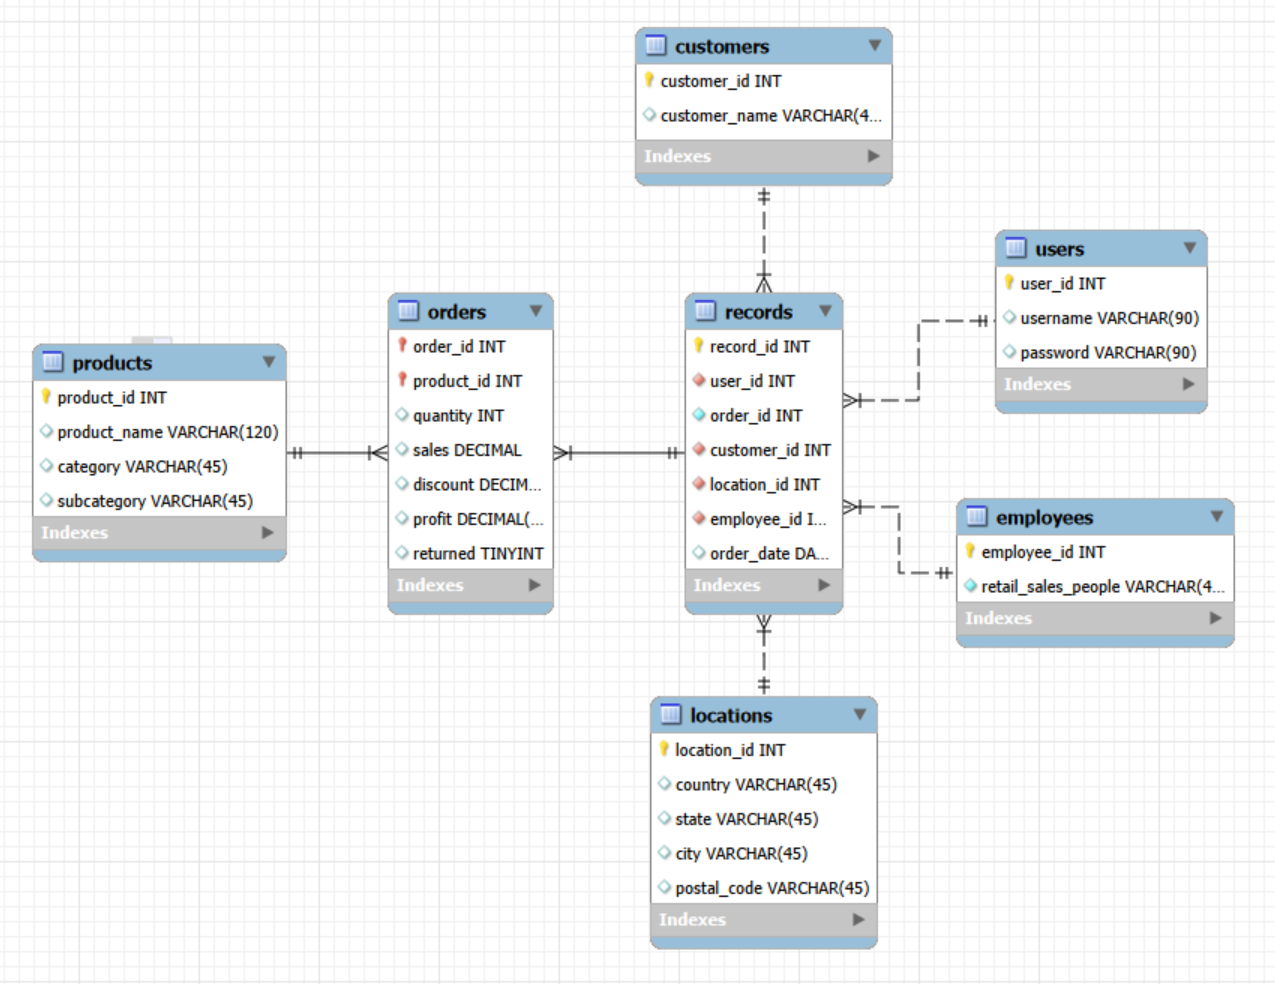 customers
customer_id INT
customer_name VARCHAR(4...
Indexes
users
user_id INT
username VARCHAR(90)
password VARCHAR(90)
Indexes
orders
order_id INT
product_id INT
quantity INT
sales DECIMAL
discount DECIM...
profit DECIMAL(...
returned TINYINT
Indexes
records
record_id INT
user_id INT
order_id INT
customer_id INT
location_id INT
employee_id I...
order_date DA...
Indexes
products
product_id INT
product_name VARCHAR(120)
category VARCHAR(45)
subcategory VARCHAR(45)
Indexes
employees
employee_id INT
retail_sales_people VARCHAR(4...
Indexes
locations
location_id INT
country VARCHAR(45)
state VARCHAR(45)
city VARCHAR(45)
postal_code VARCHAR(45)
Indexes